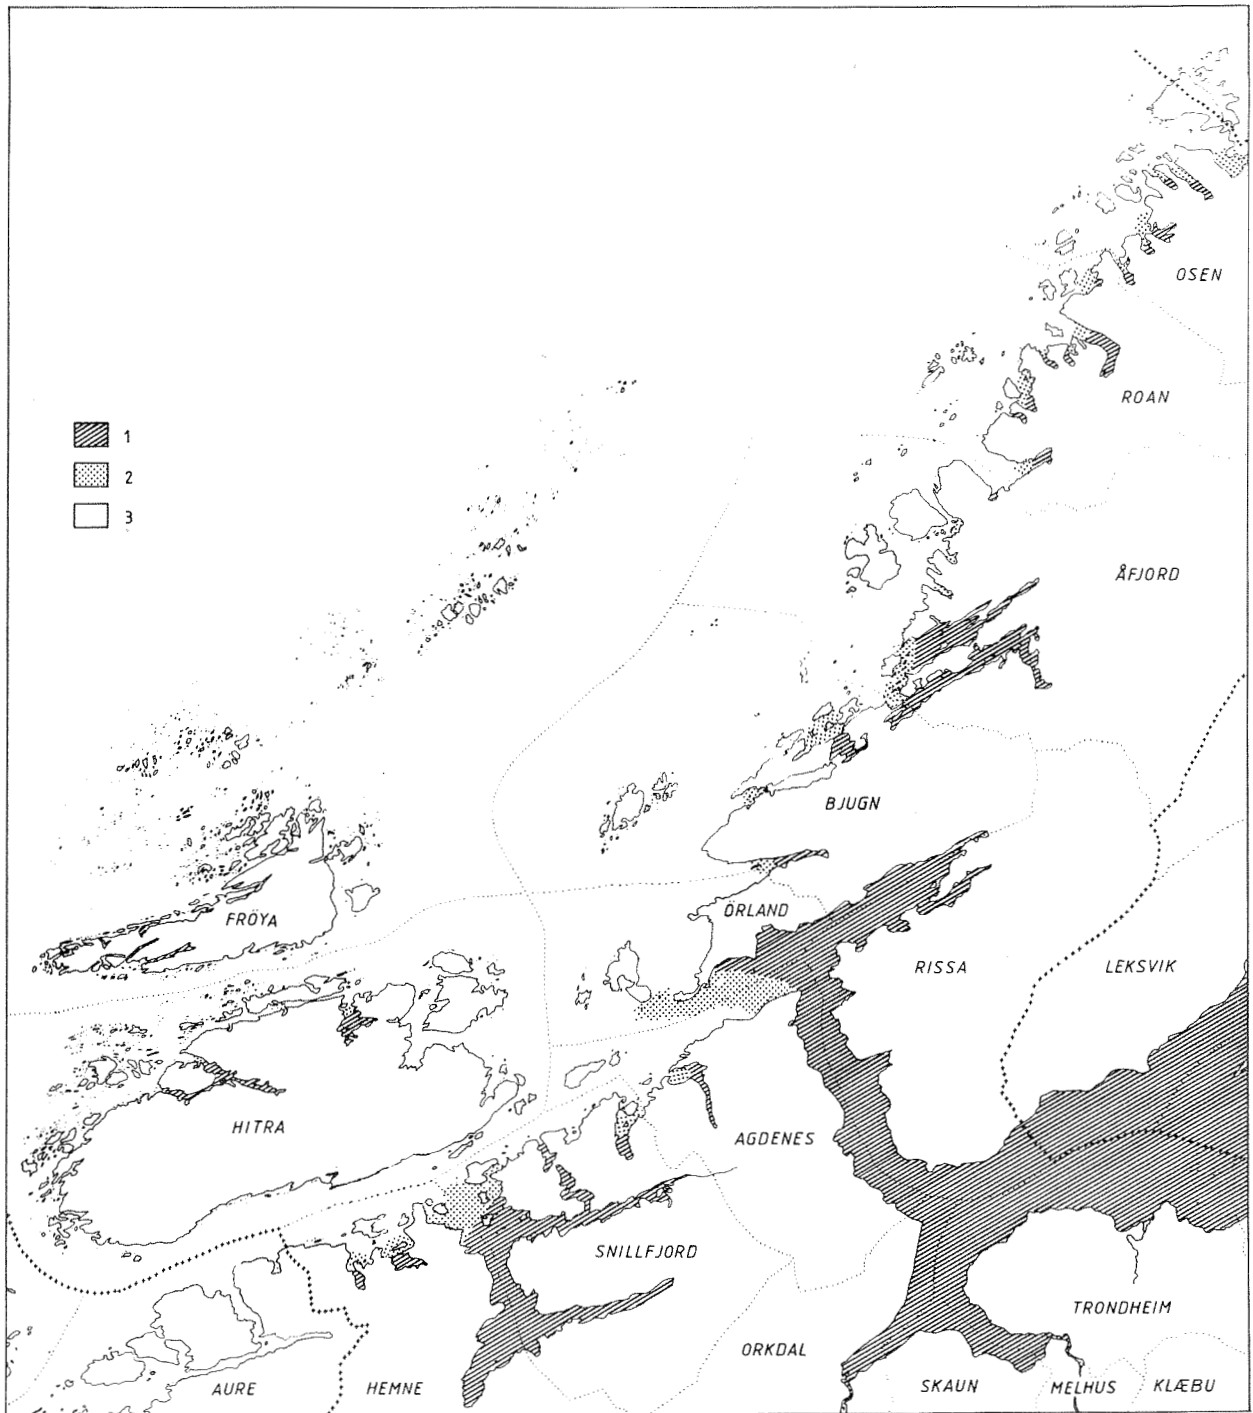 OSEN
ROAN
1
2
3
ÅFJORD
BJUGN
FRÖYA
ÖRLAND
RISSA
LEKSVIK
HITRA
AGDENES
SNILLFJORD
TRONDHEIM
ORKDAL
AURE
HEMNE
SKAUN
MELHUS
KLÆBU